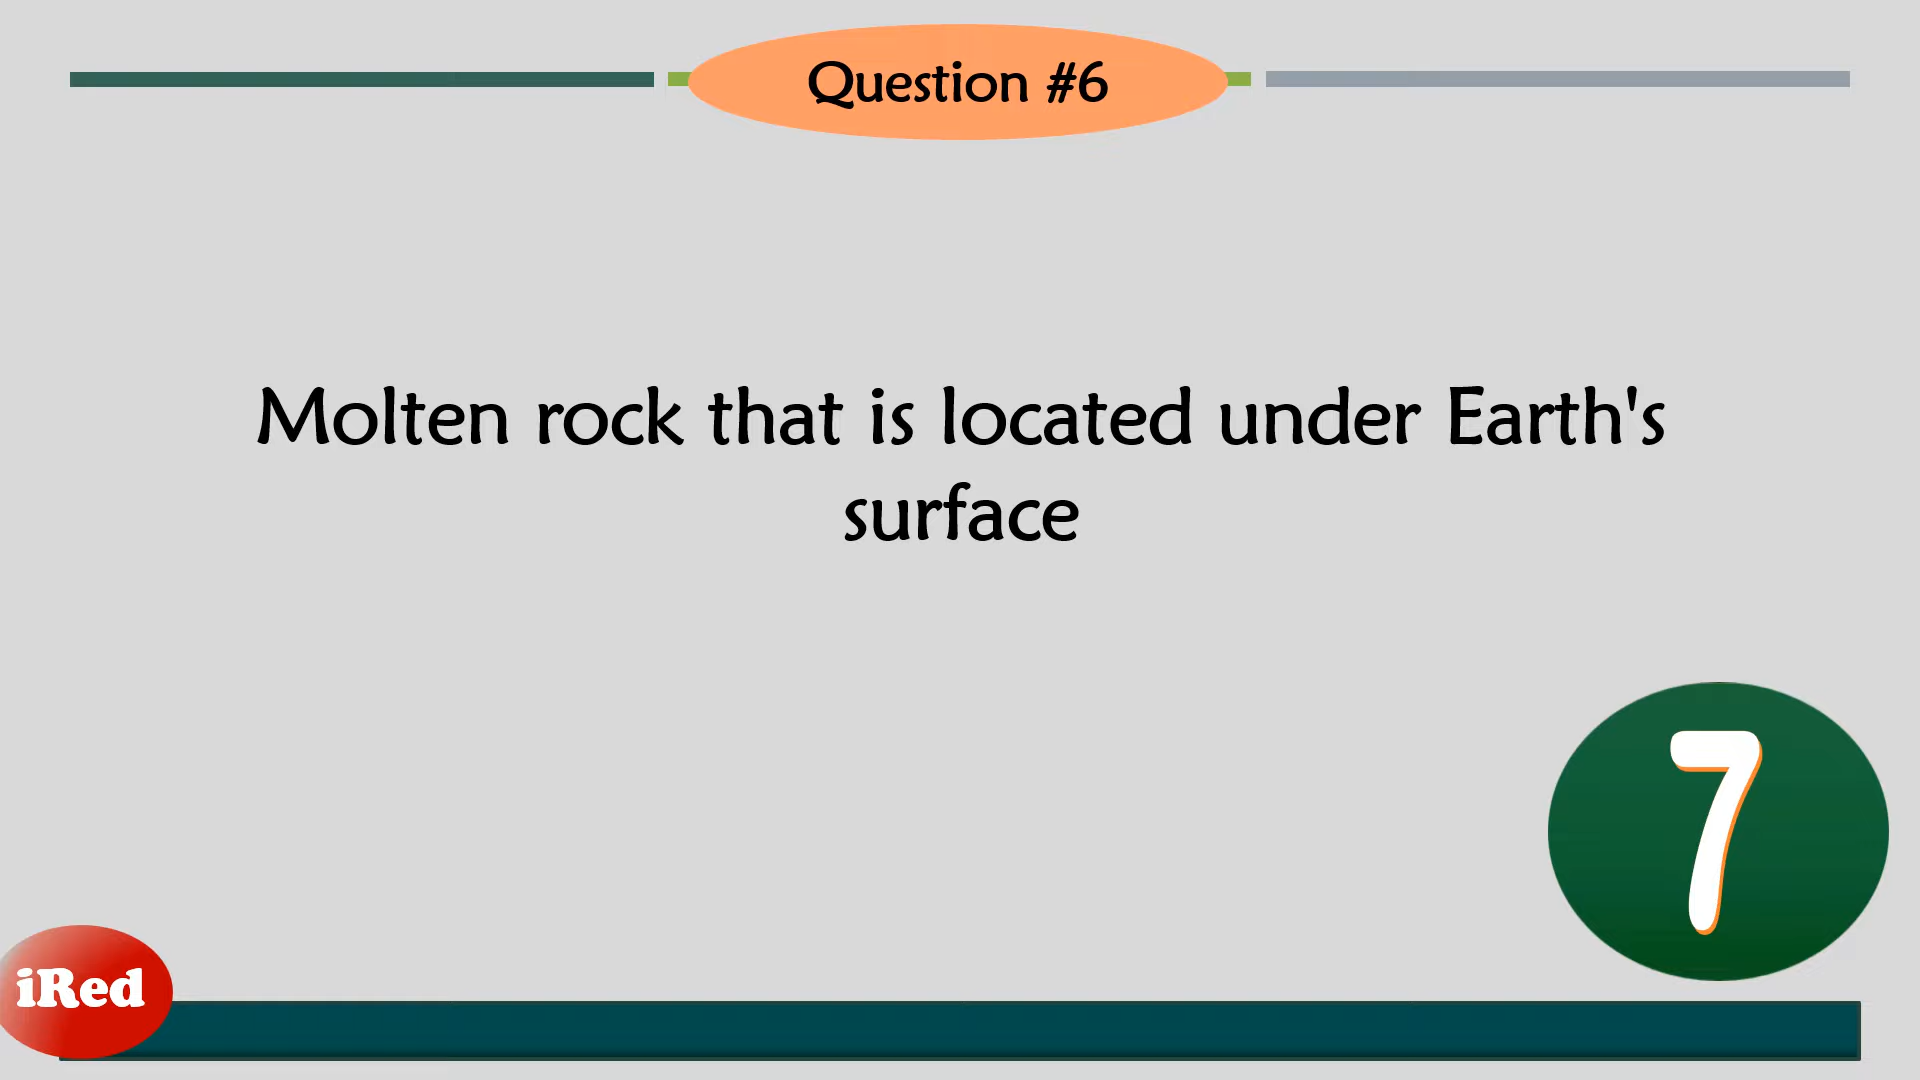 Question #6
Molten rock that is located under Earth's
surface
7
iRed